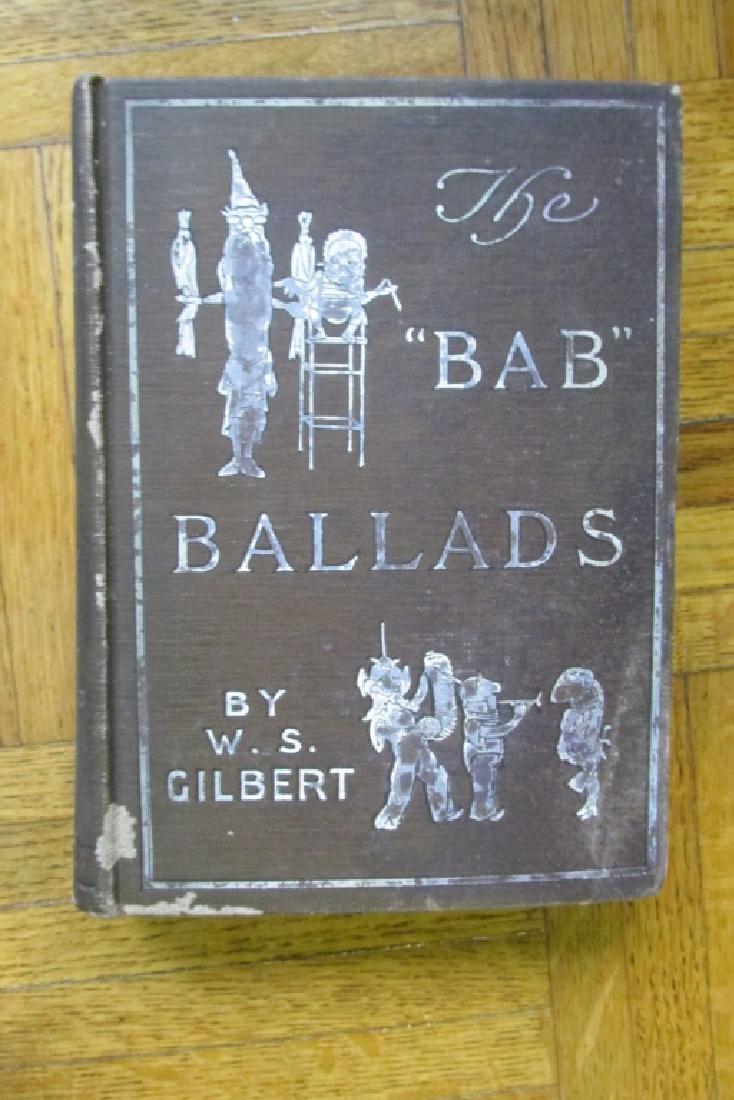 The
"BAB"
BALLADS
BY
W. S.
GILBERT